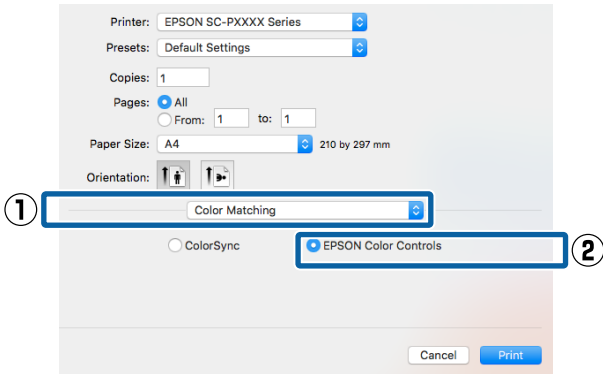 Printer: EPSON SC-PXXXX Series
Presets: Default Settings
Copies: 1
Pages: All
From: 1 to: 1
Paper Size: A4 210 by 297 mm
Orientation:
① Color Matching
ColorSync EPSON Color Controls ②
Cancel Print